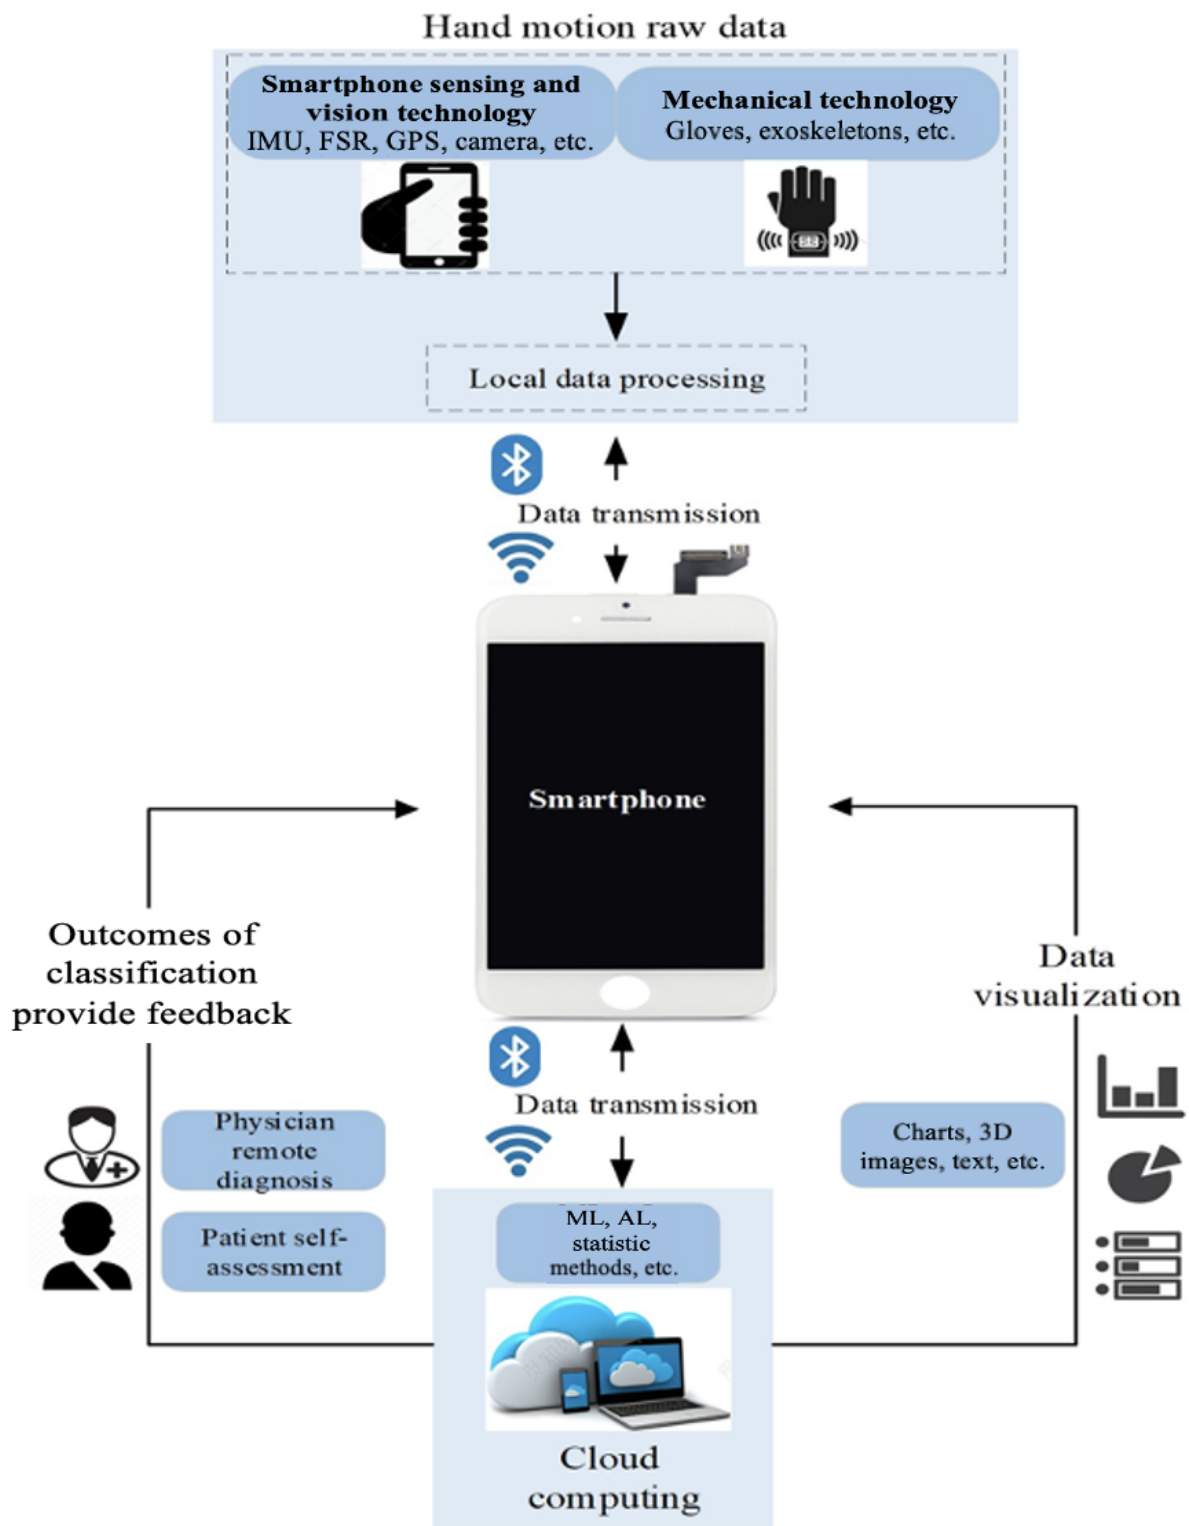 Hand motion raw data
Smartphone sensing and
vision technology
IMU, FSR, GPS, camera, etc.
Mechanical technology
Gloves, exoskeletons, etc.
Local data processing
Data transmission
Smartphone
Outcomes of
classification
provide feedback
Data
visualization
Data transmission
Physician
remote
diagnosis
Patient self-
assessment
Charts, 3D
images, text, etc.
ML, AL,
statistic
methods, etc.
Cloud
computing